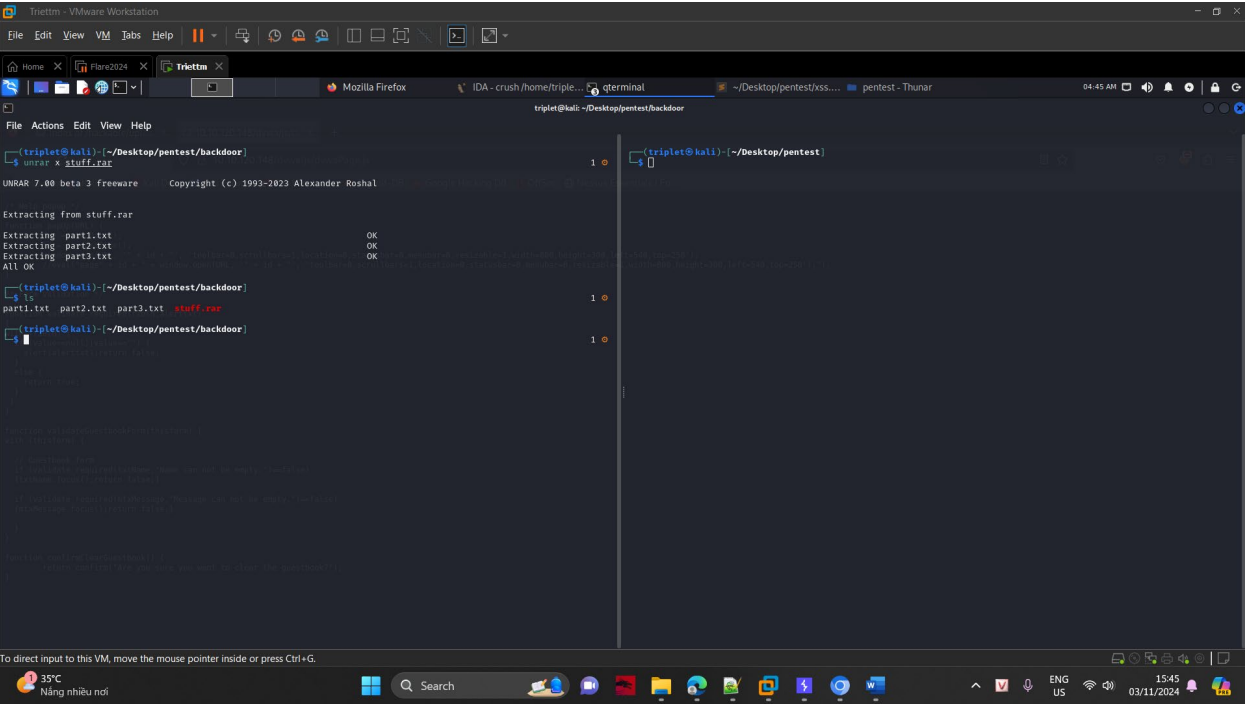 Triettm - VMware Workstation
File Edit View VM Tabs Help
Home Flare2024 Triettm
Mozilla Firefox IDA - crush /home/triple... qterminal ~/Desktop/pentest/xss.... pentest - Thunar 04:45 AM
triplet@kali: ~/Desktop/pentest/backdoor
File Actions Edit View Help
(triplet㉿kali)-[~/Desktop/pentest/backdoor]
$ unrar x stuff.rar
1
UNRAR 7.00 beta 3 freeware Copyright (c) 1993-2023 Alexander Roshal
Extracting from stuff.rar
Extracting part1.txt OK
Extracting part2.txt OK
Extracting part3.txt OK
All OK
(triplet㉿kali)-[~/Desktop/pentest/backdoor]
$ ls
1
part1.txt part2.txt part3.txt stuff.rar
(triplet㉿kali)-[~/Desktop/pentest/backdoor]
$
1
(triplet㉿kali)-[~/Desktop/pentest]
$
To direct input to this VM, move the mouse pointer inside or press Ctrl+G.
1
35°C
Nắng nhiều nơi
Search
V
ENG
US
15:45
03/11/2024
PRE